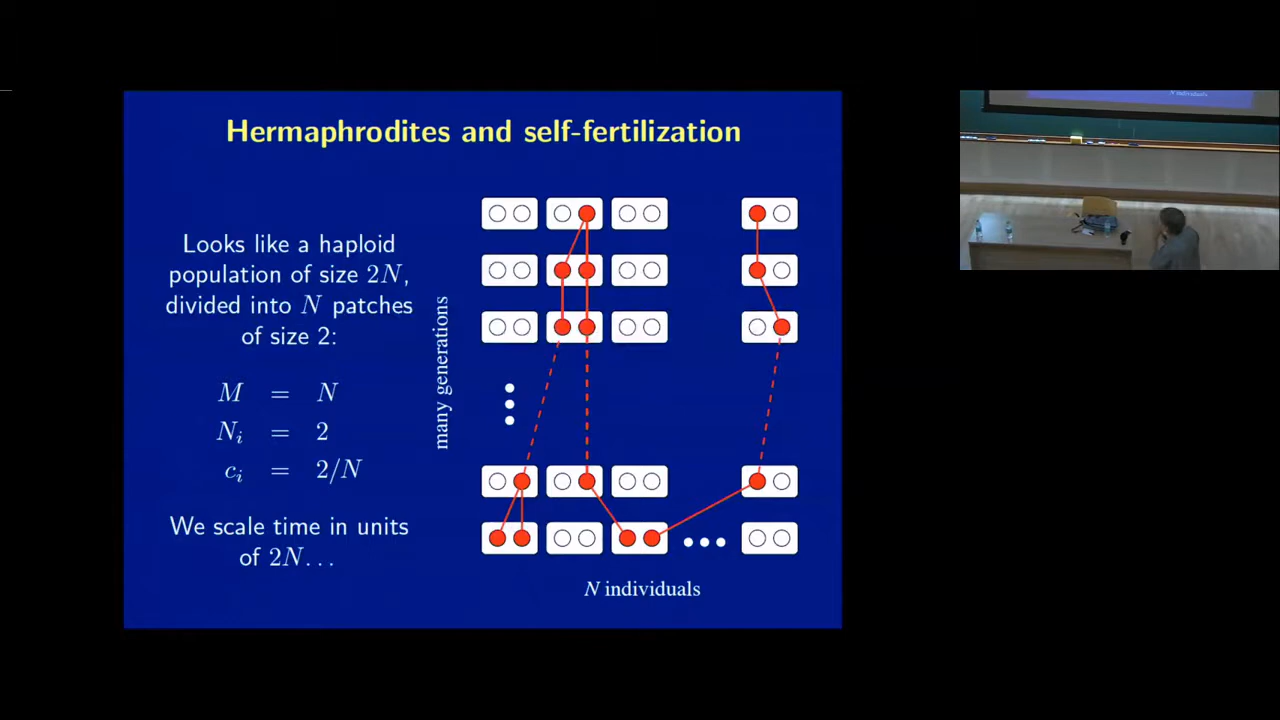 Hermaphrodites and self-fertilization
Looks like a haploid
population of size 2N,
divided into N patches
of size 2:
M = N
N_i = 2
c_i = 2/N
We scale time in units
of 2N...
many generations
N individuals
N individuals